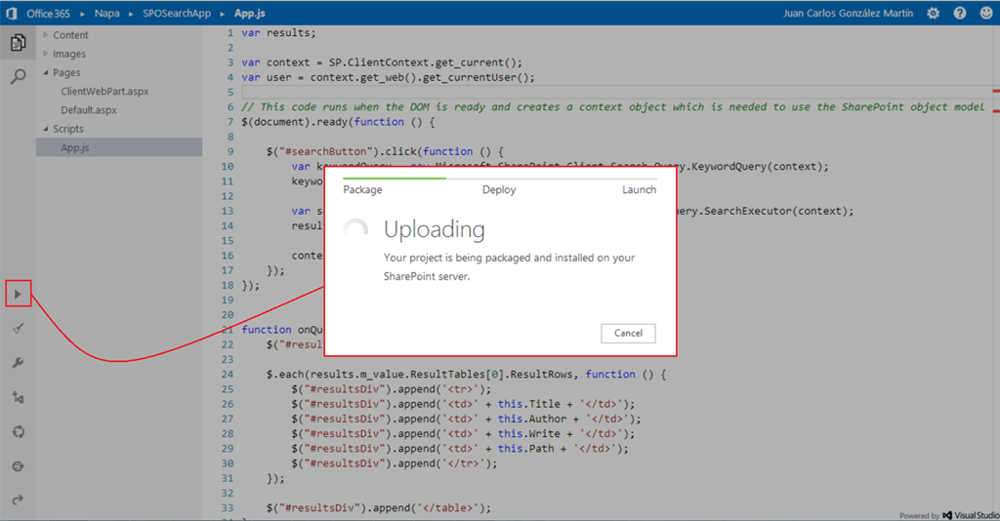 Office 365 ▸ Napa ▸ SPOSearchApp ▸ App.js
Juan Carlos González Martín
Content
Images
Pages
ClientWebPart.aspx
Default.aspx
Scripts
App.js
1 var results;
2
3 var context = SP.ClientContext.get_current();
4 var user = context.get_web().get_currentUser();
5
6 // This code runs when the DOM is ready and creates a context object which is needed to use the SharePoint object model
7 $(document).ready(function () {
8
9 $("#searchButton").click(function () {
10 var keywordQuery = new Microsoft.SharePoint.Client.Search.Query.KeywordQuery(context);
11 keywo
12
13 var s ery.SearchExecutor(context);
14 resul
15
16 conte
17 });
18 });
19
20
21 function onQu
22 $("#resul
23
24 $.each(results.m_value.ResultTables[0].ResultRows, function () {
25 $("#resultsDiv").append('<tr>');
26 $("#resultsDiv").append('<td>' + this.Title + '</td>');
27 $("#resultsDiv").append('<td>' + this.Author + '</td>');
28 $("#resultsDiv").append('<td>' + this.Write + '</td>');
29 $("#resultsDiv").append('<td>' + this.Path + '</td>');
30 $("#resultsDiv").append('</tr>');
31 });
32
33 $("#resultsDiv").append('</table>');
Package
Deploy
Launch
Uploading
Your project is being packaged and installed on your
SharePoint server.
Cancel
Powered by Visual Studio